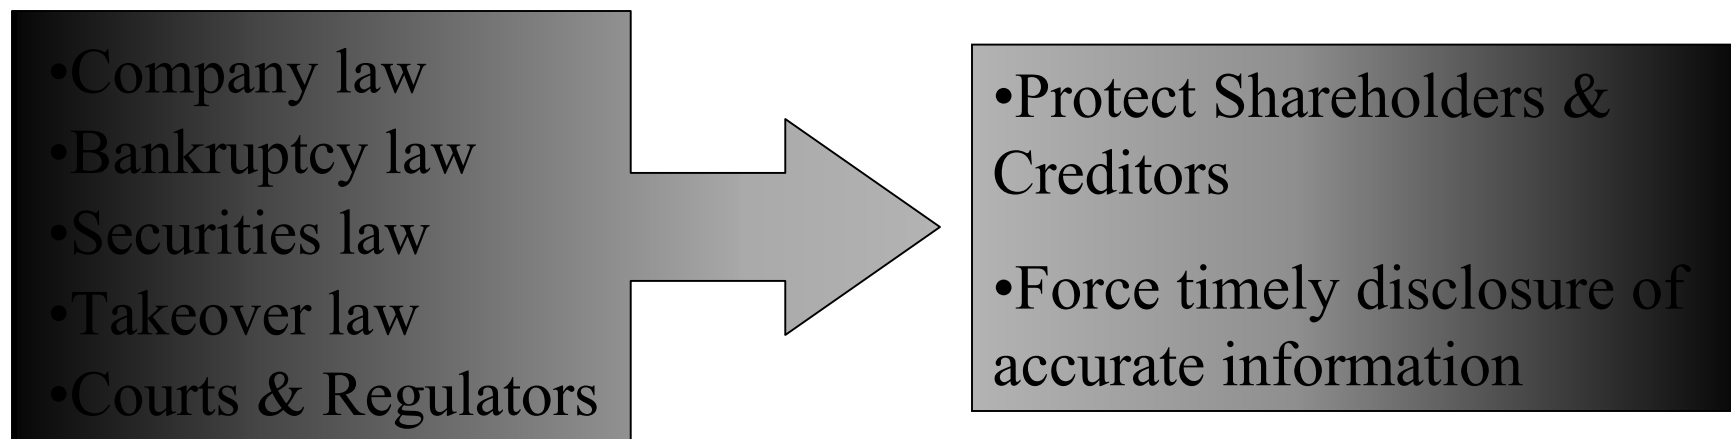 •Company law
•Bankruptcy law
•Securities law
•Takeover law
•Courts & Regulators
•Protect Shareholders &
Creditors
•Force timely disclosure of
accurate information